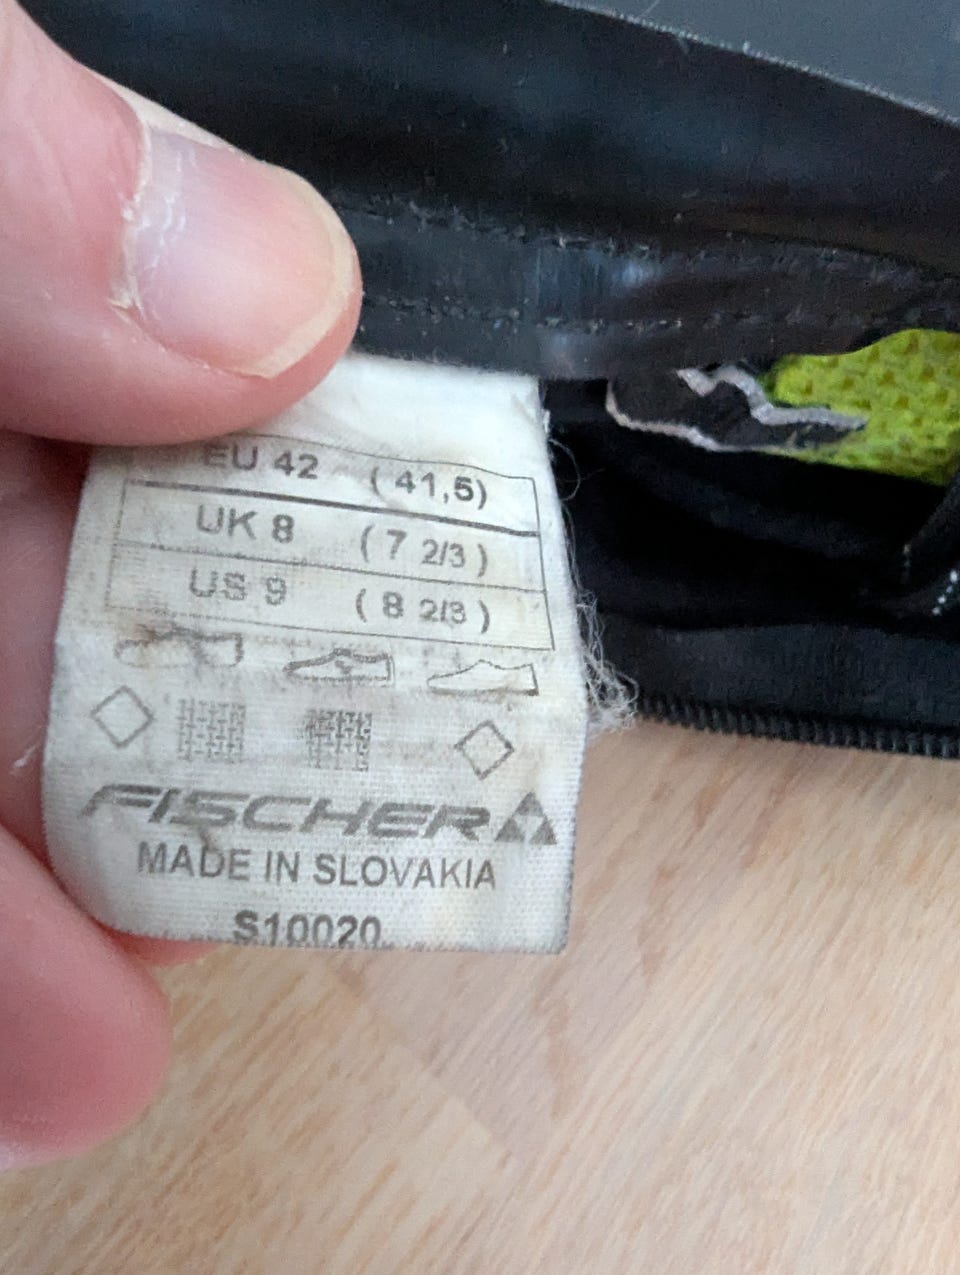 EU 42 (41,5)
UK 8 (7 2/3)
US 9 (8 2/3)
FISCHER
MADE IN SLOVAKIA
S10020